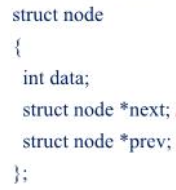 struct node
{
int data;
struct node *next;
struct node *prev;
};